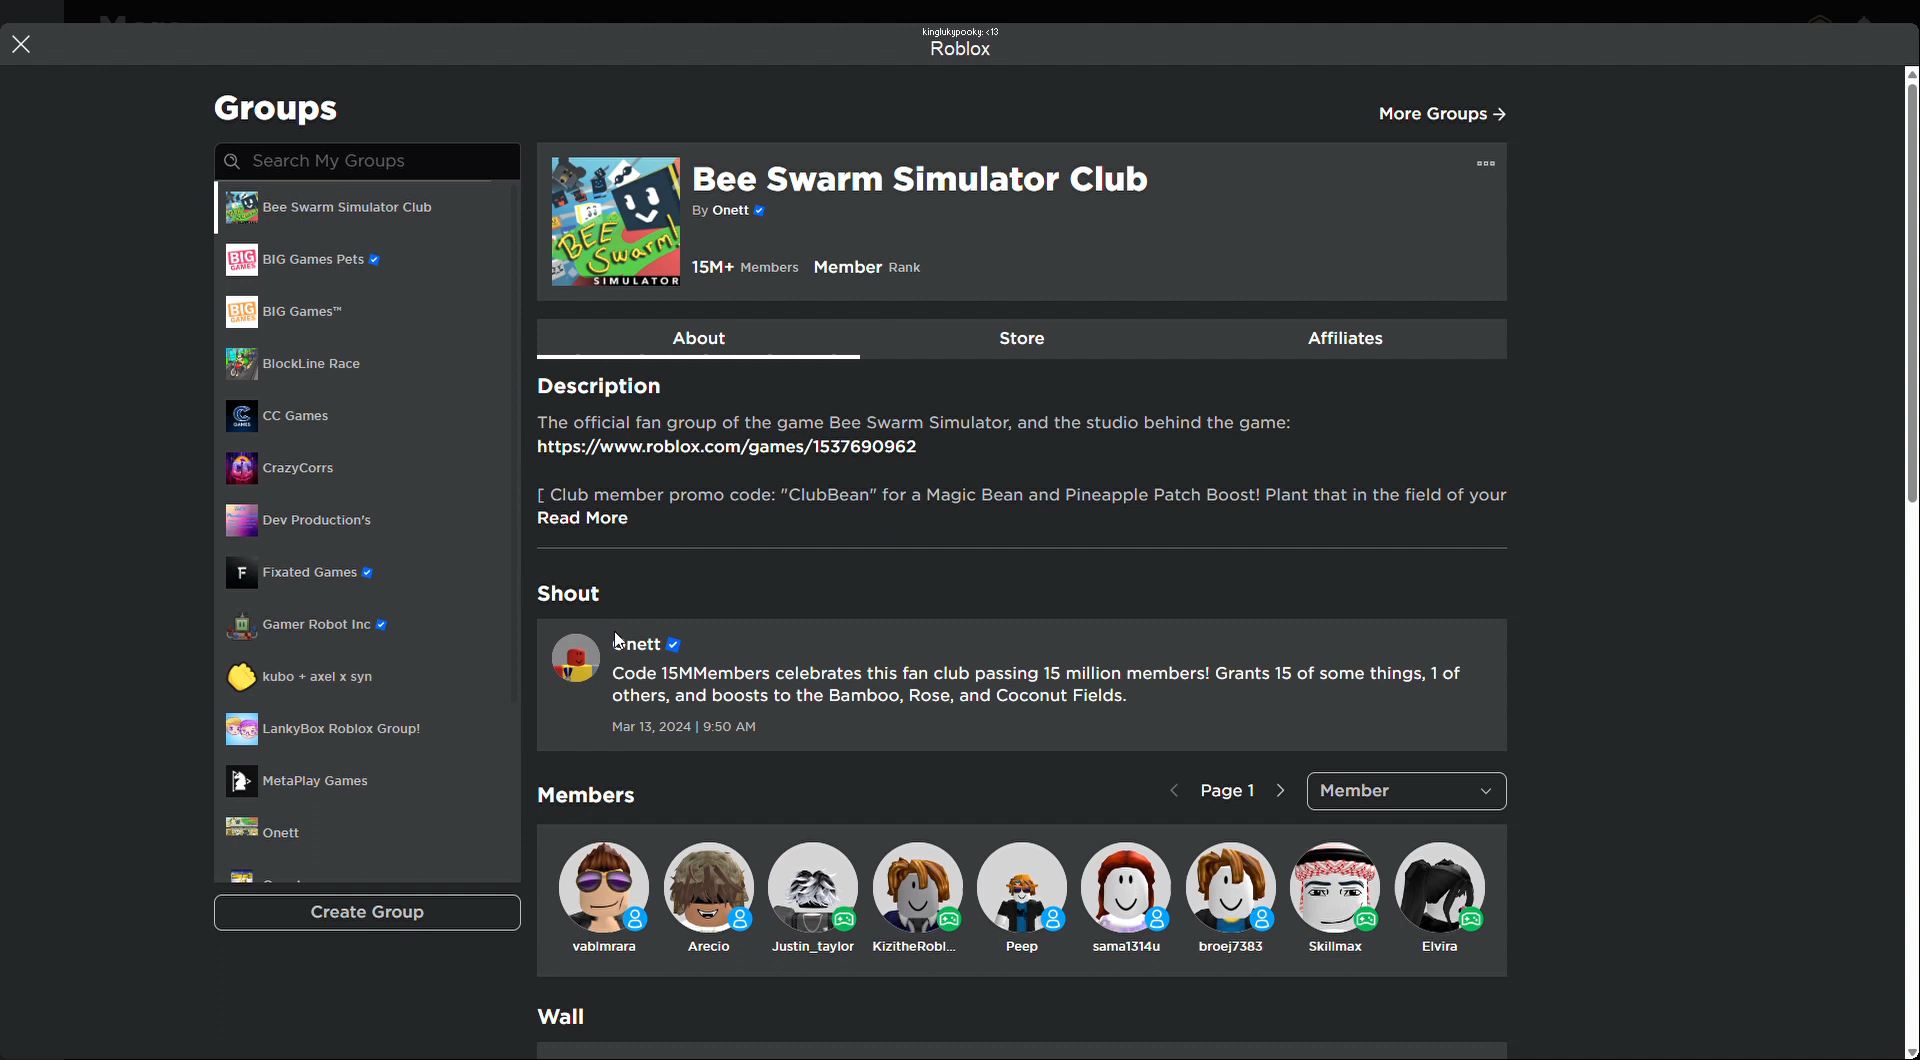 kinglukypooky: <13
Roblox
Groups
More Groups →
Search My Groups
Bee Swarm Simulator Club
BIG Games Pets
BIG Games™
BlockLine Race
CC Games
CrazyCorrs
Dev Production's
Fixated Games
Gamer Robot Inc
kubo + axel x syn
LankyBox Roblox Group!
MetaPlay Games
Onett
Create Group
BEE
Swarm!
SIMULATOR
Bee Swarm Simulator Club
By Onett
15M+ Members Member Rank
About Store Affiliates
Description
The official fan group of the game Bee Swarm Simulator, and the studio behind the game:
https://www.roblox.com/games/1537690962
[ Club member promo code: "ClubBean" for a Magic Bean and Pineapple Patch Boost! Plant that in the field of your
Read More
Shout
Onett
Code 15MMembers celebrates this fan club passing 15 million members! Grants 15 of some things, 1 of
others, and boosts to the Bamboo, Rose, and Coconut Fields.
Mar 13, 2024 | 9:50 AM
Members
Page 1
Member
vablmrara Arecio Justin_taylor KizitheRobl... Peep sama1314u broej7383 Skillmax Elvira
Wall